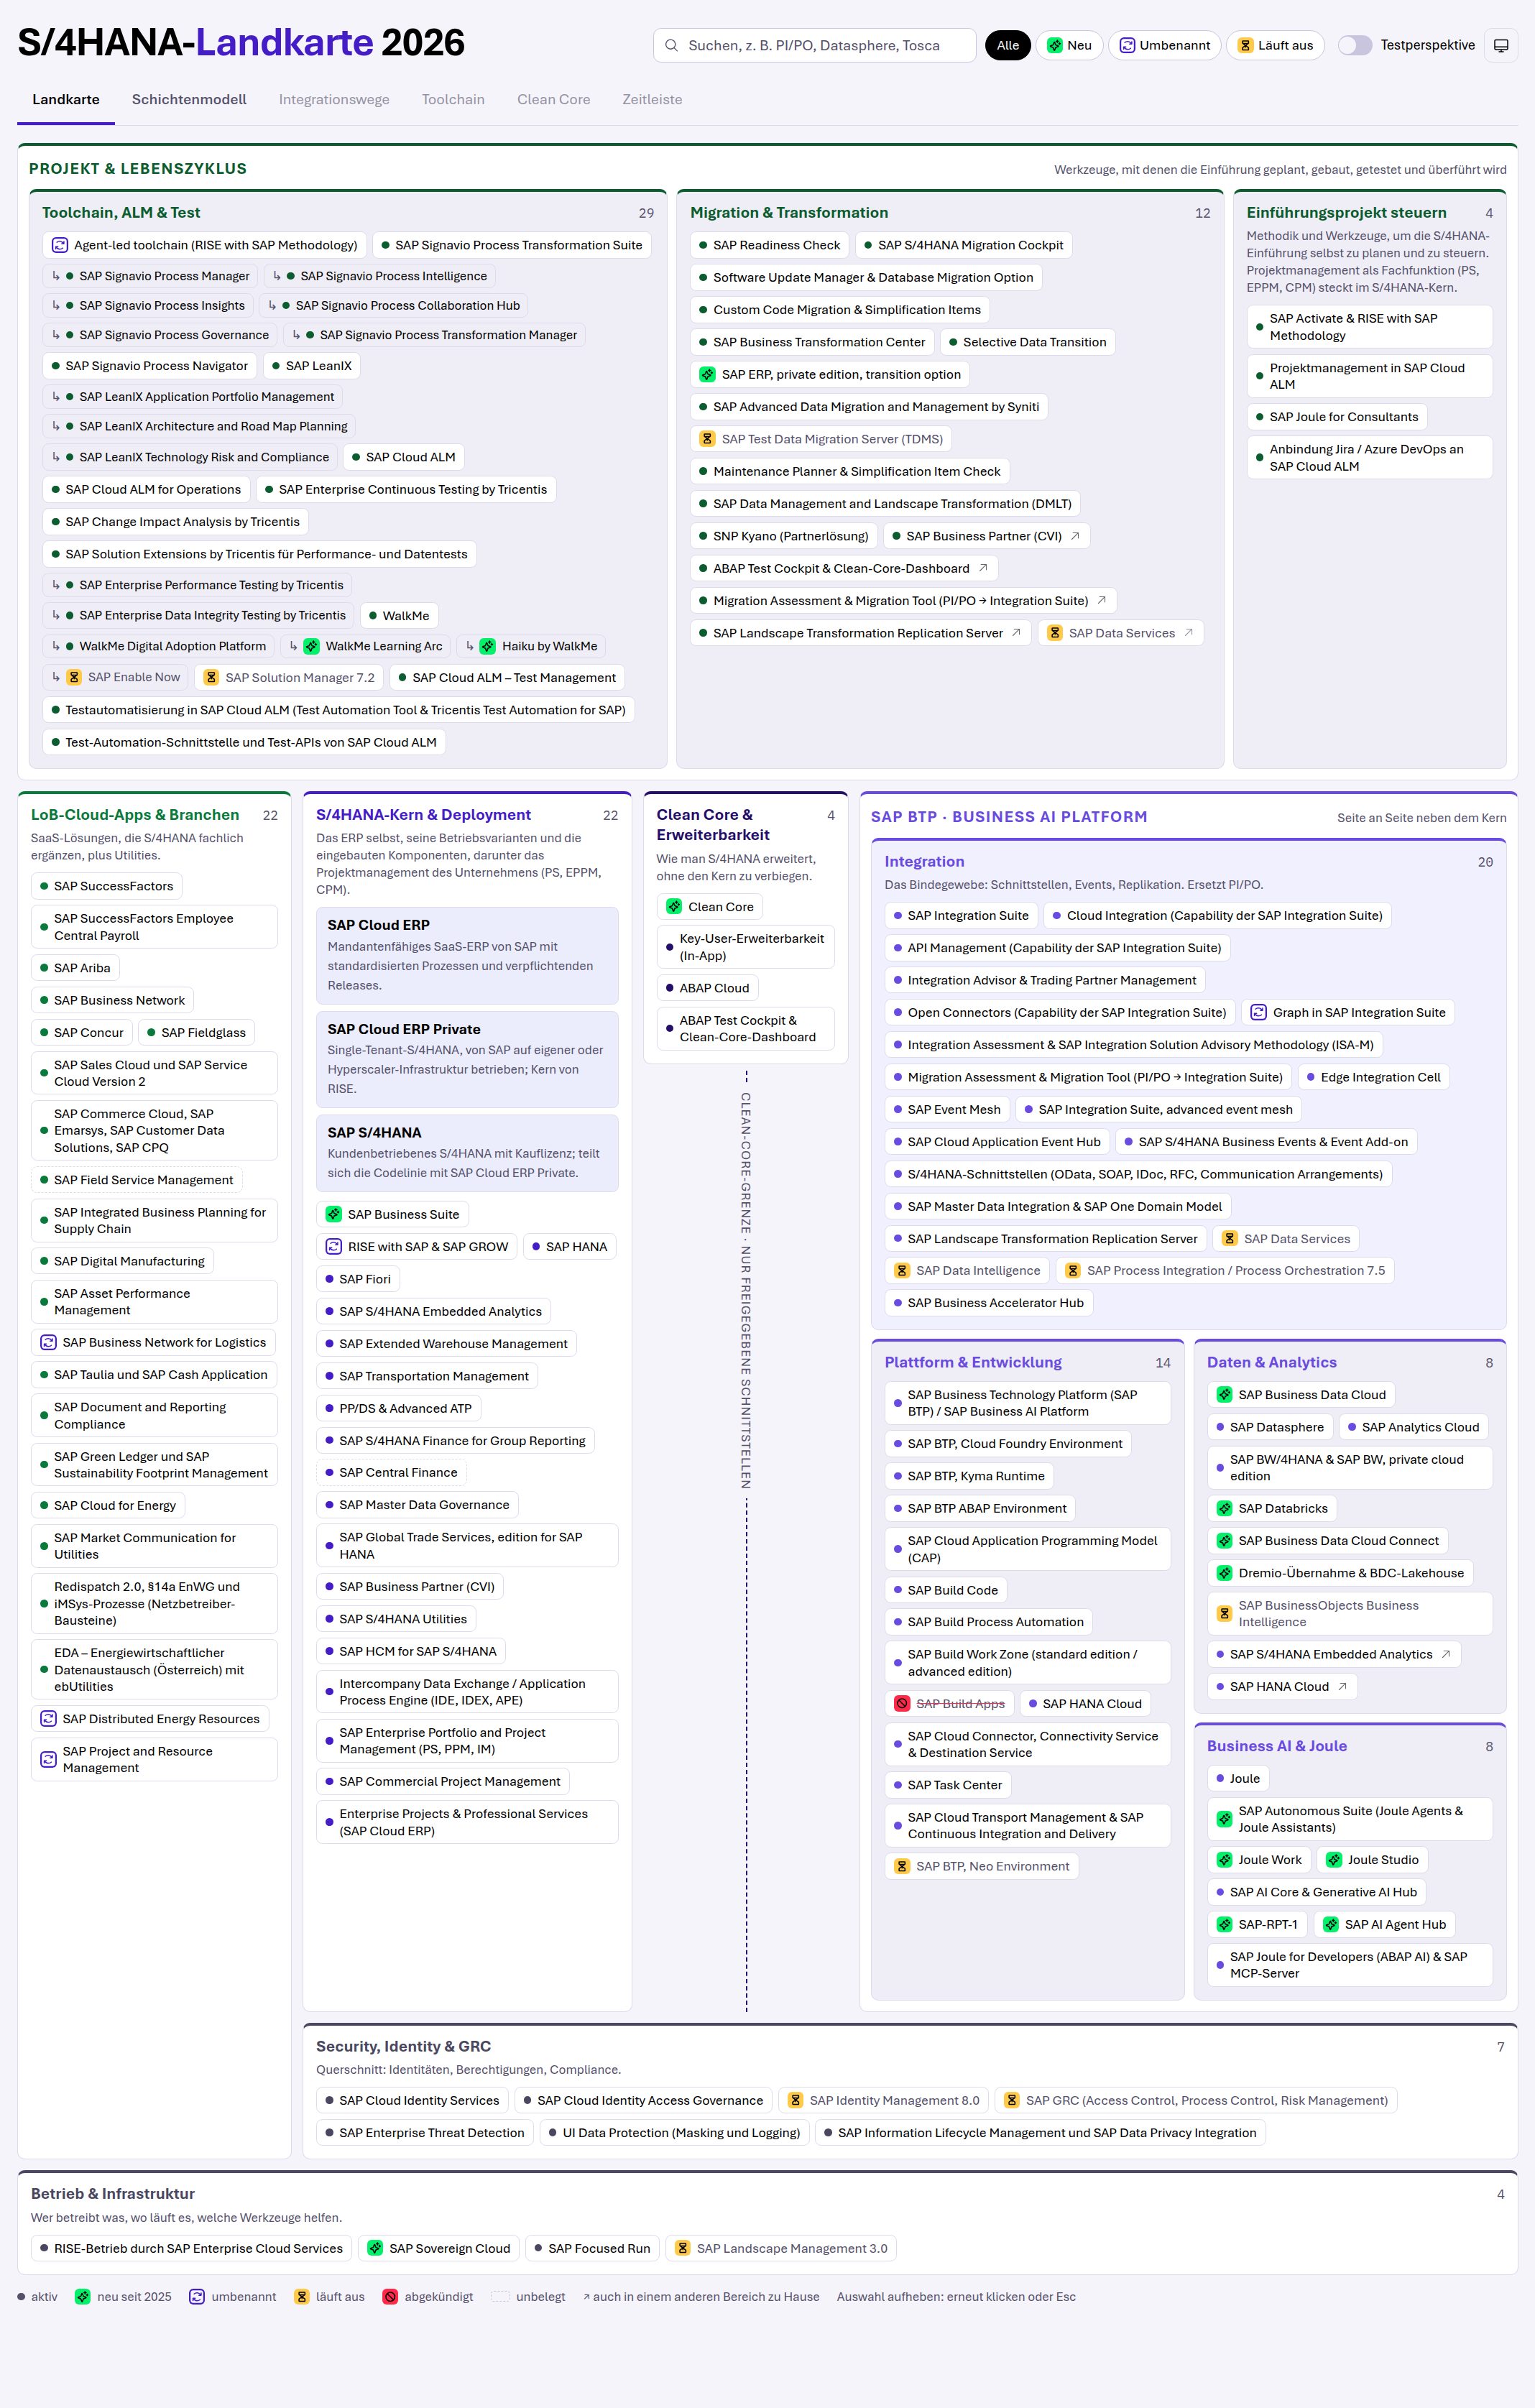 S/4HANA-Landkarte 2026
Suchen, z. B. PI/PO, Datasphere, Tosca
Alle
Neu
Umbenannt
Läuft aus
Testperspektive
Landkarte
Schichtenmodell
Integrationswege
Toolchain
Clean Core
Zeitleiste
PROJEKT & LEBENSZYKLUS
Werkzeuge, mit denen die Einführung geplant, gebaut, getestet und überführt wird
Toolchain, ALM & Test 29
Agent-led toolchain (RISE with SAP Methodology)
SAP Signavio Process Transformation Suite
↳ SAP Signavio Process Manager
↳ SAP Signavio Process Intelligence
↳ SAP Signavio Process Insights
↳ SAP Signavio Process Collaboration Hub
↳ SAP Signavio Process Governance
↳ SAP Signavio Process Transformation Manager
SAP Signavio Process Navigator
SAP LeanIX
↳ SAP LeanIX Application Portfolio Management
↳ SAP LeanIX Architecture and Road Map Planning
↳ SAP LeanIX Technology Risk and Compliance
SAP Cloud ALM
SAP Cloud ALM for Operations
SAP Enterprise Continuous Testing by Tricentis
SAP Change Impact Analysis by Tricentis
SAP Solution Extensions by Tricentis für Performance- und Datentests
↳ SAP Enterprise Performance Testing by Tricentis
↳ SAP Enterprise Data Integrity Testing by Tricentis
WalkMe
↳ WalkMe Digital Adoption Platform
↳ WalkMe Learning Arc
↳ Haiku by WalkMe
↳ SAP Enable Now
SAP Solution Manager 7.2
SAP Cloud ALM – Test Management
Testautomatisierung in SAP Cloud ALM (Test Automation Tool & Tricentis Test Automation for SAP)
Test-Automation-Schnittstelle und Test-APIs von SAP Cloud ALM
Migration & Transformation 12
SAP Readiness Check
SAP S/4HANA Migration Cockpit
Software Update Manager & Database Migration Option
Custom Code Migration & Simplification Items
SAP Business Transformation Center
Selective Data Transition
SAP ERP, private edition, transition option
SAP Advanced Data Migration and Management by Syniti
SAP Test Data Migration Server (TDMS)
Maintenance Planner & Simplification Item Check
SAP Data Management and Landscape Transformation (DMLT)
SNP Kyano (Partnerlösung)
SAP Business Partner (CVI) ↗
ABAP Test Cockpit & Clean-Core-Dashboard ↗
Migration Assessment & Migration Tool (PI/PO → Integration Suite) ↗
SAP Landscape Transformation Replication Server ↗
SAP Data Services ↗
Einführungsprojekt steuern 4
Methodik und Werkzeuge, um die S/4HANA-
Einführung selbst zu planen und zu steuern.
Projektmanagement als Fachfunktion (PS,
EPPM, CPM) steckt im S/4HANA-Kern.
SAP Activate & RISE with SAP
Methodology
Projektmanagement in SAP Cloud
ALM
SAP Joule for Consultants
Anbindung Jira / Azure DevOps an
SAP Cloud ALM
LoB-Cloud-Apps & Branchen 22
SaaS-Lösungen, die S/4HANA fachlich
ergänzen, plus Utilities.
SAP SuccessFactors
SAP SuccessFactors Employee
Central Payroll
SAP Ariba
SAP Business Network
SAP Concur
SAP Fieldglass
SAP Sales Cloud und SAP Service
Cloud Version 2
SAP Commerce Cloud, SAP
Emarsys, SAP Customer Data
Solutions, SAP CPQ
SAP Field Service Management
SAP Integrated Business Planning for
Supply Chain
SAP Digital Manufacturing
SAP Asset Performance
Management
SAP Business Network for Logistics
SAP Taulia und SAP Cash Application
SAP Document and Reporting
Compliance
SAP Green Ledger und SAP
Sustainability Footprint Management
SAP Cloud for Energy
SAP Market Communication for
Utilities
Redispatch 2.0, §14a EnWG und
iMSys-Prozesse (Netzbetreiber-
Bausteine)
EDA – Energiewirtschaftlicher
Datenaustausch (Österreich) mit
ebUtilities
SAP Distributed Energy Resources
SAP Project and Resource
Management
S/4HANA-Kern & Deployment 22
Das ERP selbst, seine Betriebsvarianten und die
eingebauten Komponenten, darunter das
Projektmanagement des Unternehmens (PS, EPPM,
CPM).
SAP Cloud ERP
Mandantenfähiges SaaS-ERP von SAP mit
standardisierten Prozessen und verpflichtenden
Releases.
SAP Cloud ERP Private
Single-Tenant-S/4HANA, von SAP auf eigener oder
Hyperscaler-Infrastruktur betrieben; Kern von
RISE.
SAP S/4HANA
Kundenbetriebenes S/4HANA mit Kauflizenz; teilt
sich die Codelinie mit SAP Cloud ERP Private.
SAP Business Suite
RISE with SAP & SAP GROW
SAP HANA
SAP Fiori
SAP S/4HANA Embedded Analytics
SAP Extended Warehouse Management
SAP Transportation Management
PP/DS & Advanced ATP
SAP S/4HANA Finance for Group Reporting
SAP Central Finance
SAP Master Data Governance
SAP Global Trade Services, edition for SAP
HANA
SAP Business Partner (CVI)
SAP S/4HANA Utilities
SAP HCM for SAP S/4HANA
Intercompany Data Exchange / Application
Process Engine (IDE, IDEX, APE)
SAP Enterprise Portfolio and Project
Management (PS, PPM, IM)
SAP Commercial Project Management
Enterprise Projects & Professional Services
(SAP Cloud ERP)
Clean Core & 4
Erweiterbarkeit
Wie man S/4HANA erweitert,
ohne den Kern zu verbiegen.
Clean Core
Key-User-Erweiterbarkeit
(In-App)
ABAP Cloud
ABAP Test Cockpit &
Clean-Core-Dashboard
CLEAN-CORE-GRENZE · NUR FREIGEGEBENE SCHNITTSTELLEN
SAP BTP · BUSINESS AI PLATFORM
Seite an Seite neben dem Kern
Integration 20
Das Bindegewebe: Schnittstellen, Events, Replikation. Ersetzt PI/PO.
SAP Integration Suite
Cloud Integration (Capability der SAP Integration Suite)
API Management (Capability der SAP Integration Suite)
Integration Advisor & Trading Partner Management
Open Connectors (Capability der SAP Integration Suite)
Graph in SAP Integration Suite
Integration Assessment & SAP Integration Solution Advisory Methodology (ISA-M)
Migration Assessment & Migration Tool (PI/PO → Integration Suite)
Edge Integration Cell
SAP Event Mesh
SAP Integration Suite, advanced event mesh
SAP Cloud Application Event Hub
SAP S/4HANA Business Events & Event Add-on
S/4HANA-Schnittstellen (OData, SOAP, IDoc, RFC, Communication Arrangements)
SAP Master Data Integration & SAP One Domain Model
SAP Landscape Transformation Replication Server
SAP Data Services
SAP Data Intelligence
SAP Process Integration / Process Orchestration 7.5
SAP Business Accelerator Hub
Plattform & Entwicklung 14
SAP Business Technology Platform (SAP
BTP) / SAP Business AI Platform
SAP BTP, Cloud Foundry Environment
SAP BTP, Kyma Runtime
SAP BTP ABAP Environment
SAP Cloud Application Programming Model
(CAP)
SAP Build Code
SAP Build Process Automation
SAP Build Work Zone (standard edition /
advanced edition)
SAP Build Apps
SAP HANA Cloud
SAP Cloud Connector, Connectivity Service
& Destination Service
SAP Task Center
SAP Cloud Transport Management & SAP
Continuous Integration and Delivery
SAP BTP, Neo Environment
Daten & Analytics 8
SAP Business Data Cloud
SAP Datasphere
SAP Analytics Cloud
SAP BW/4HANA & SAP BW, private cloud
edition
SAP Databricks
SAP Business Data Cloud Connect
Dremio-Übernahme & BDC-Lakehouse
SAP BusinessObjects Business
Intelligence
SAP S/4HANA Embedded Analytics ↗
SAP HANA Cloud ↗
Business AI & Joule 8
Joule
SAP Autonomous Suite (Joule Agents &
Joule Assistants)
Joule Work
Joule Studio
SAP AI Core & Generative AI Hub
SAP-RPT-1
SAP AI Agent Hub
SAP Joule for Developers (ABAP AI) & SAP
MCP-Server
Security, Identity & GRC 7
Querschnitt: Identitäten, Berechtigungen, Compliance.
SAP Cloud Identity Services
SAP Cloud Identity Access Governance
SAP Identity Management 8.0
SAP GRC (Access Control, Process Control, Risk Management)
SAP Enterprise Threat Detection
UI Data Protection (Masking und Logging)
SAP Information Lifecycle Management und SAP Data Privacy Integration
Betrieb & Infrastruktur 4
Wer betreibt was, wo läuft es, welche Werkzeuge helfen.
RISE-Betrieb durch SAP Enterprise Cloud Services
SAP Sovereign Cloud
SAP Focused Run
SAP Landscape Management 3.0
aktiv
neu seit 2025
umbenannt
läuft aus
abgekündigt
unbelegt
↗ auch in einem anderen Bereich zu Hause
Auswahl aufheben: erneut klicken oder Esc